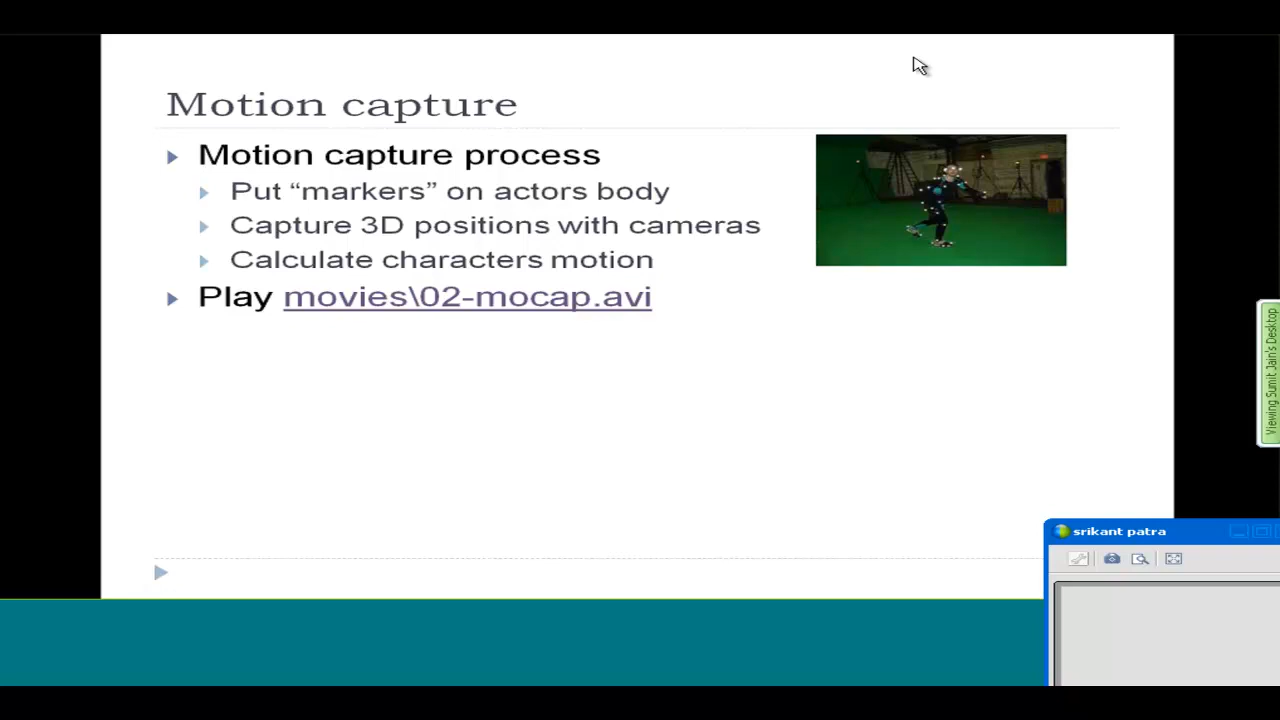 Motion capture
Motion capture process
Put “markers” on actors body
Capture 3D positions with cameras
Calculate characters motion
Play movies\02-mocap.avi
Viewing Sumit Jain's Desktop
srikant patra